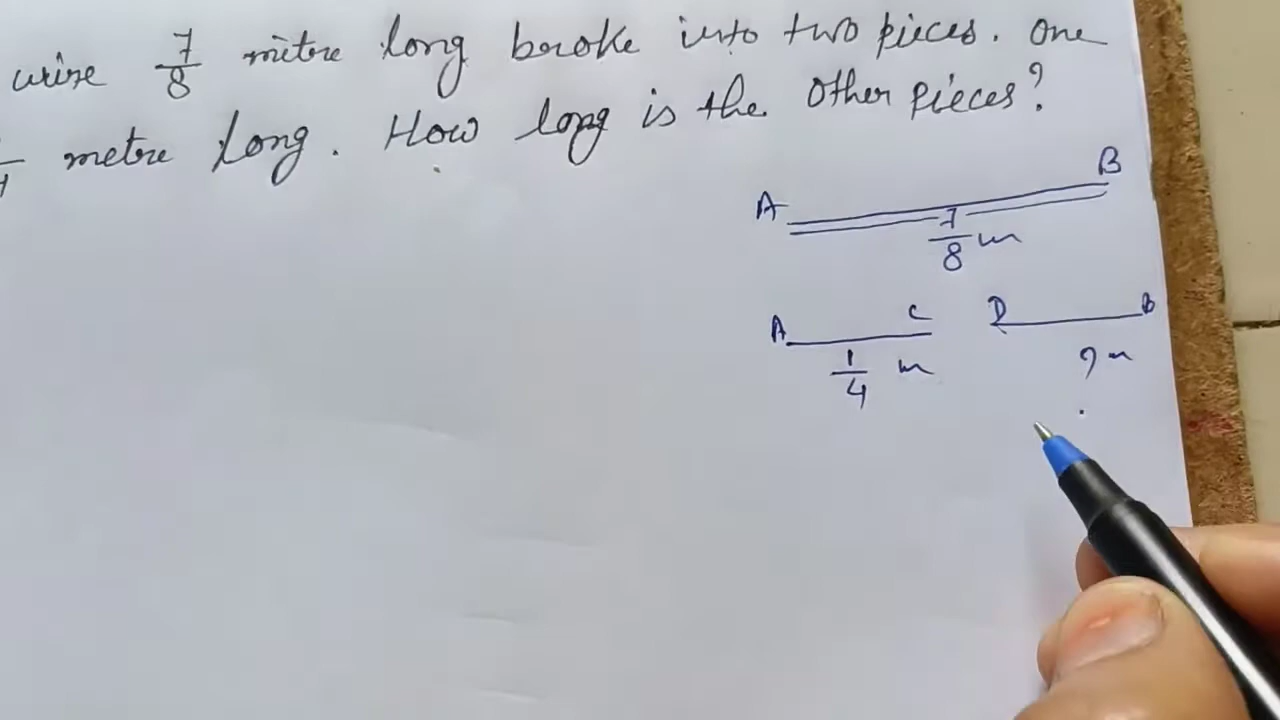 wire 7/8 metre long broke into two pieces. One
metre long. How long is the other pieces?
A B
7/8 m
A C D B
1/4 m ? m